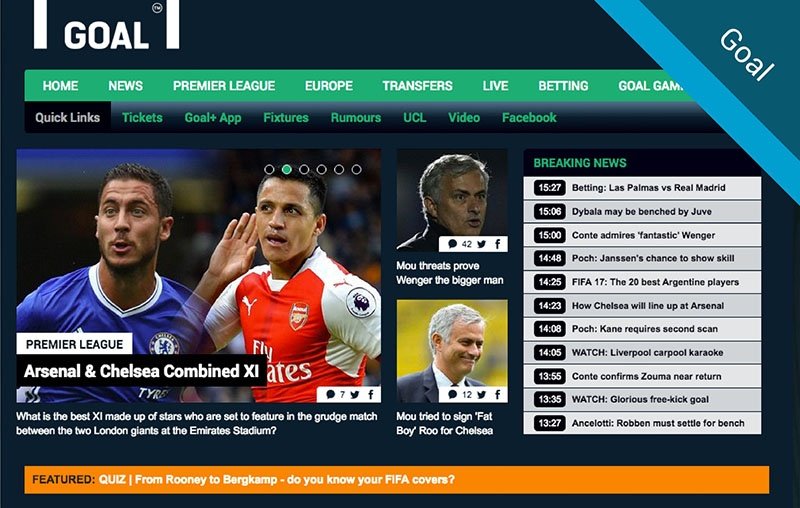 GOAL
TM
Goal
HOME NEWS PREMIER LEAGUE EUROPE TRANSFERS LIVE BETTING GOAL
Quick Links Tickets Goal+ App Fixtures Rumours UCL Video Facebook
PREMIER LEAGUE
Arsenal & Chelsea Combined XI
7
What is the best XI made up of stars who are set to feature in the grudge match
between the two London giants at the Emirates Stadium?
42
Mou threats prove
Wenger the bigger man
12
Mou tried to sign 'Fat
Boy' Roo for Chelsea
BREAKING NEWS
15:27 Betting: Las Palmas vs Real Madrid
15:06 Dybala may be benched by Juve
15:00 Conte admires 'fantastic' Wenger
14:48 Poch: Janssen's chance to show skill
14:25 FIFA 17: The 20 best Argentine players
14:23 How Chelsea will line up at Arsenal
14:08 Poch: Kane requires second scan
14:05 WATCH: Liverpool carpool karaoke
13:55 Conte confirms Zouma near return
13:35 WATCH: Glorious free-kick goal
13:27 Ancelotti: Robben must settle for bench
FEATURED: QUIZ | From Rooney to Bergkamp - do you know your FIFA covers?